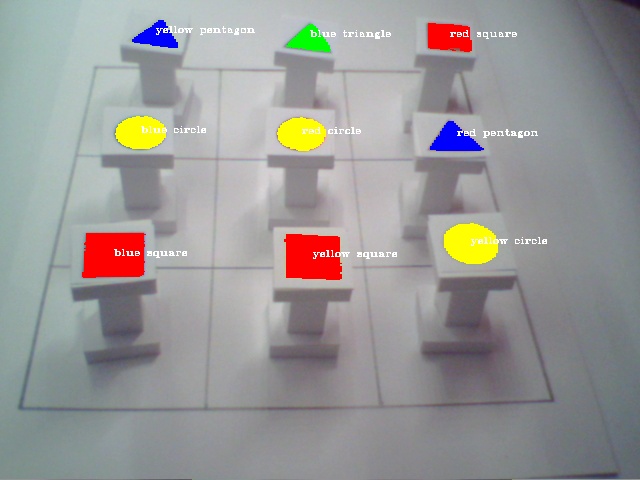 yellow pentagon
blue triangle
red square
blue circle
red circle
red pentagon
blue square
yellow square
yellow circle